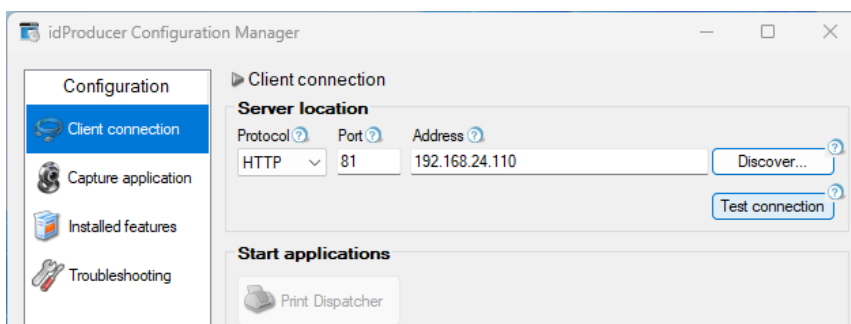 idProducer Configuration Manager
Configuration
Client connection
Capture application
Installed features
Troubleshooting
Client connection
Server location
Protocol ? Port ? Address ?
HTTP 81 192.168.24.110 Discover... ?
Test connection ?
Start applications
Print Dispatcher